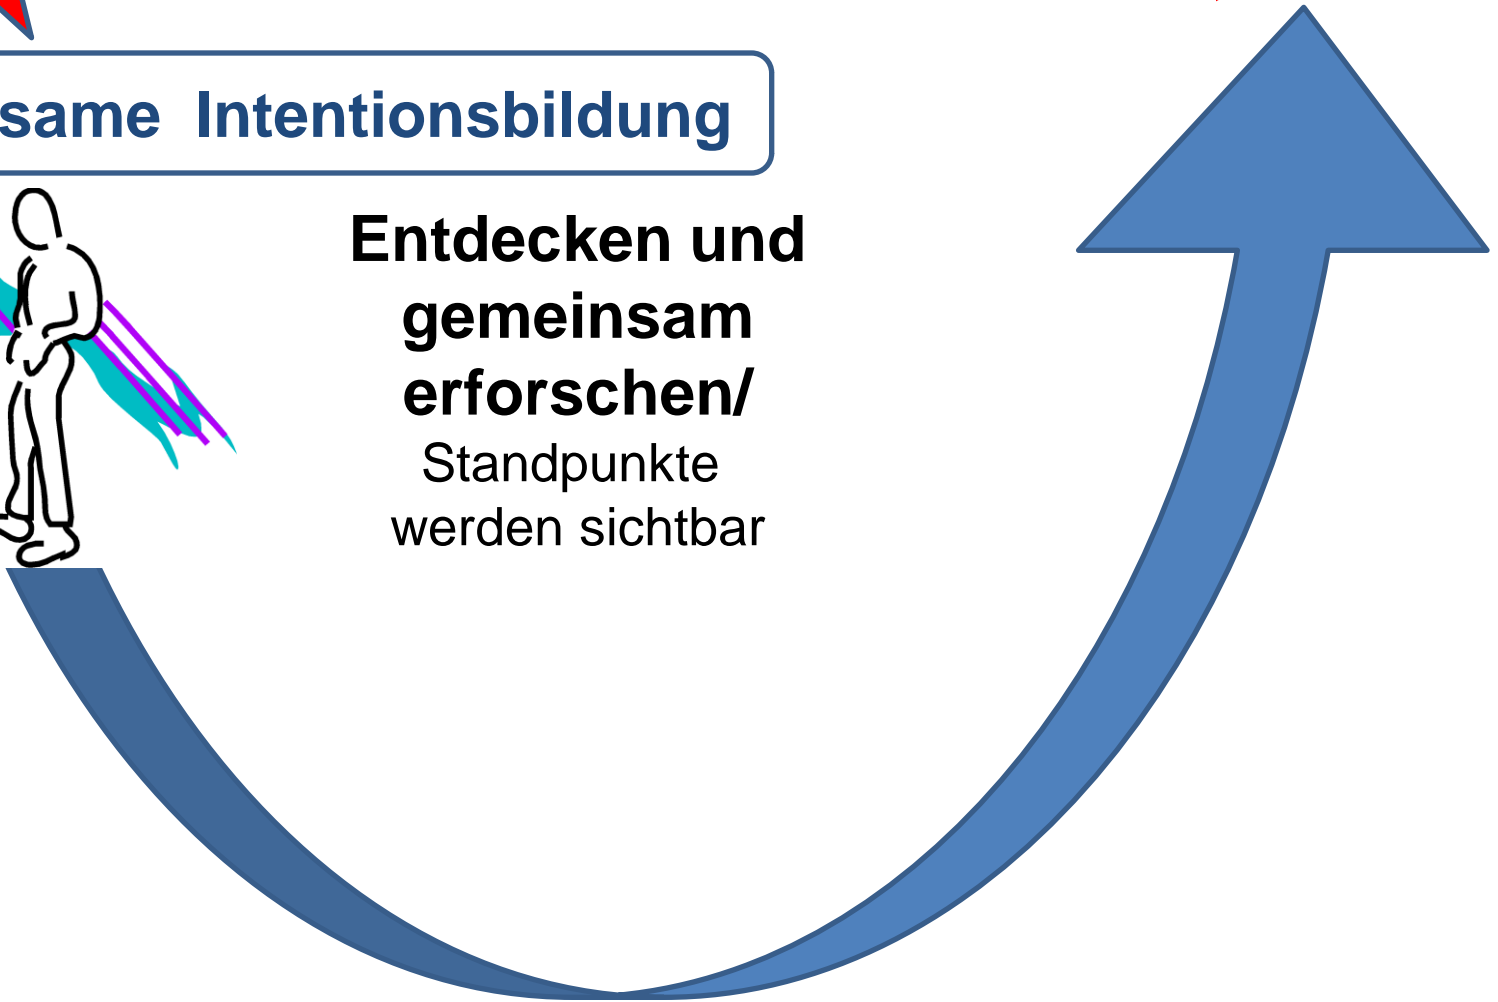 same Intentionsbildung
Entdecken und
gemeinsam
erforschen/
Standpunkte
werden sichtbar